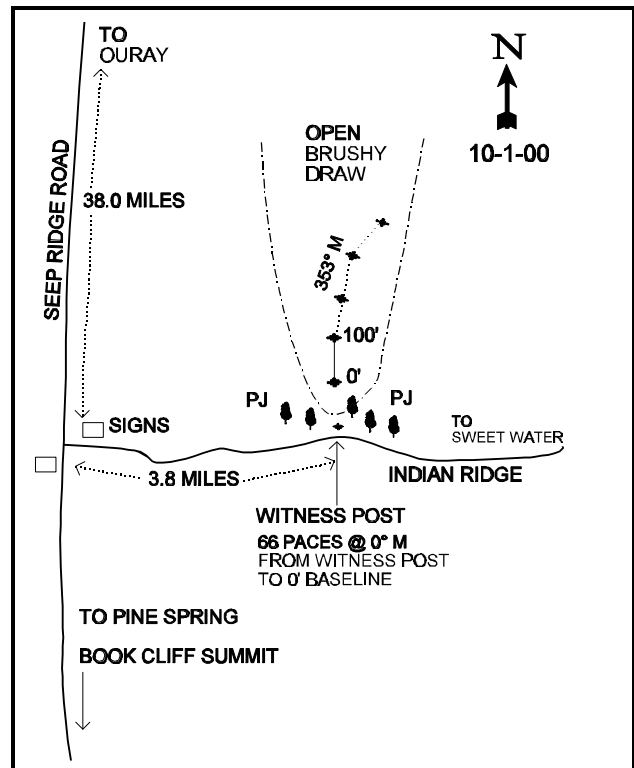 TO
OURAY
N
10-1-00
OPEN
BRUSHY
DRAW
SEEP RIDGE ROAD
38.0 MILES
353° M
100'
0'
PJ
PJ
SIGNS
TO
SWEET WATER
3.8 MILES
INDIAN RIDGE
WITNESS POST
66 PACES @ 0° M
FROM WITNESS POST
TO 0' BASELINE
TO PINE SPRING
BOOK CLIFF SUMMIT